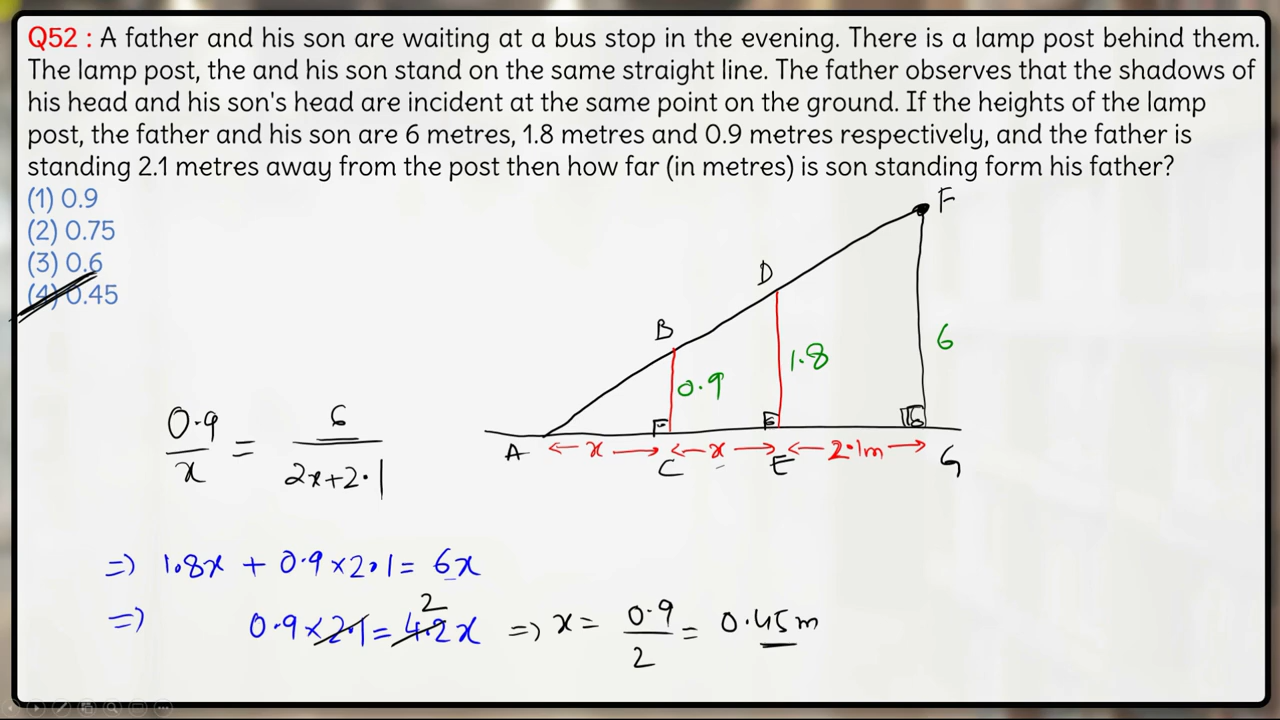 Q52 : A father and his son are waiting at a bus stop in the evening. There is a lamp post behind them.
The lamp post, the and his son stand on the same straight line. The father observes that the shadows of
his head and his son's head are incident at the same point on the ground. If the heights of the lamp
post, the father and his son are 6 metres, 1.8 metres and 0.9 metres respectively, and the father is
standing 2.1 metres away from the post then how far (in metres) is son standing form his father?
(1) 0.9
(2) 0.75
(3) 0.6
(4) 0.45
F
D
B
6
1.8
0.9
A x C x E 2.1m G
0.9/x = 6/(2x+2.1)
=> 1.8x + 0.9×2.1 = 6x
=> 0.9×2.1 = 4.2x 2 => x = 0.9/2 = 0.45m